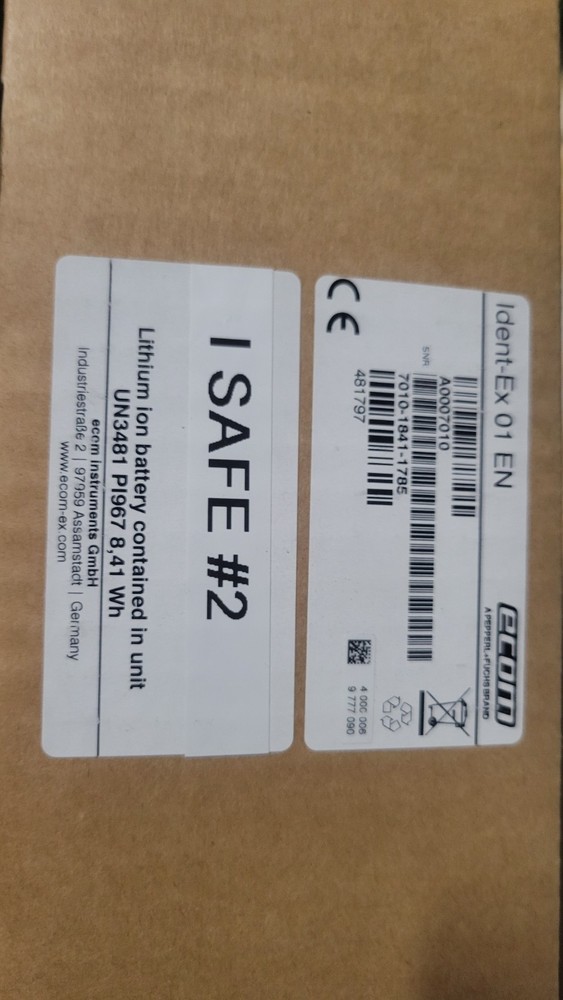 Ident-Ex 01 EN
ecom
A PEPPERL+FUCHS BRAND
A0007010
SNR
7010-1841-1785
481797
CE
4 000 006
9 777 090
I SAFE #2
Lithium ion battery contained in unit
UN3481 PI967 8,41 Wh
ecom instruments GmbH
Industriestraße 2 | 97959 Assamstadt | Germany
www.ecom-ex.com